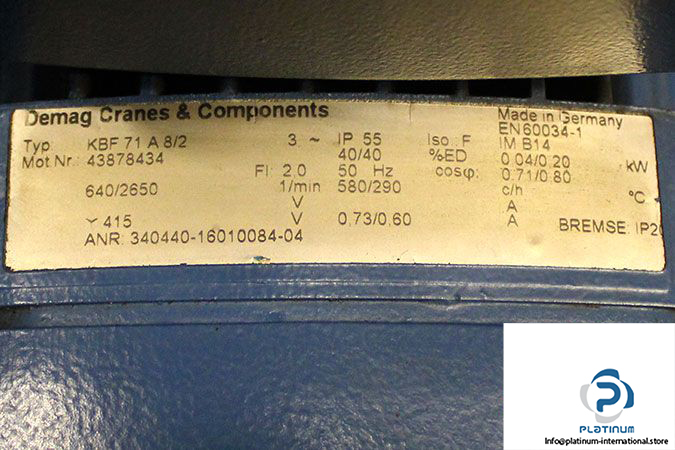 Demag Cranes & Components Made in Germany
Typ KBF 71 A 8/2 3 ~ IP 55 Iso. F EN60034-1
Mot Nr.: 43878434 40/40 %ED IM B14
FI: 2,0 50 Hz cosφ: 0.04/0.20 kW
640/2650 1/min 580/290 0.71/0.80
V c/h °C
Y 415 V 0,73/0,60 A
A BREMSE: IP20
ANR: 340440-16010084-04
P
PLATINUM
Info@platinum-international.store